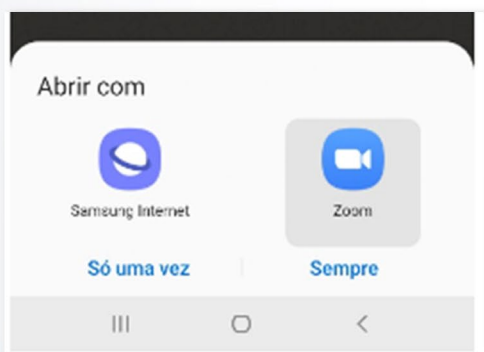 Abrir com
Samsung Internet
Zoom
Só uma vez
Sempre